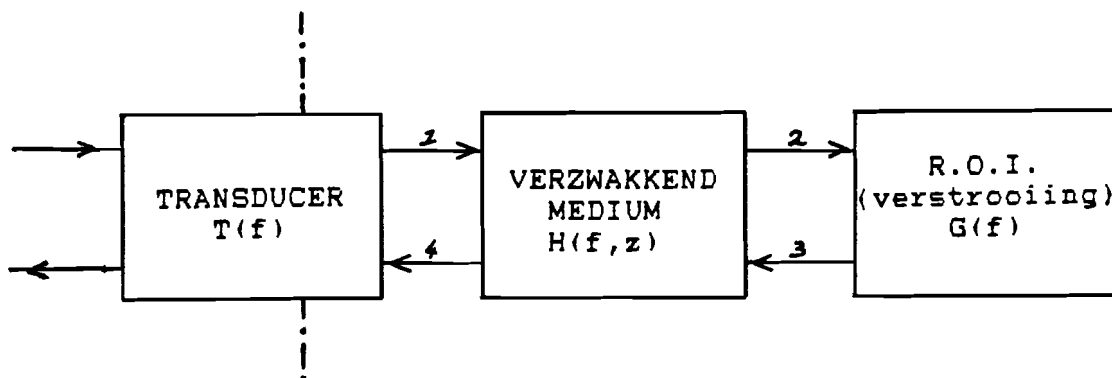 TRANSDUCER
T(f)
1
4
VERZWAKKEND
MEDIUM
H(f,z)
2
3
R.O.I.
(verstrooiing)
G(f)